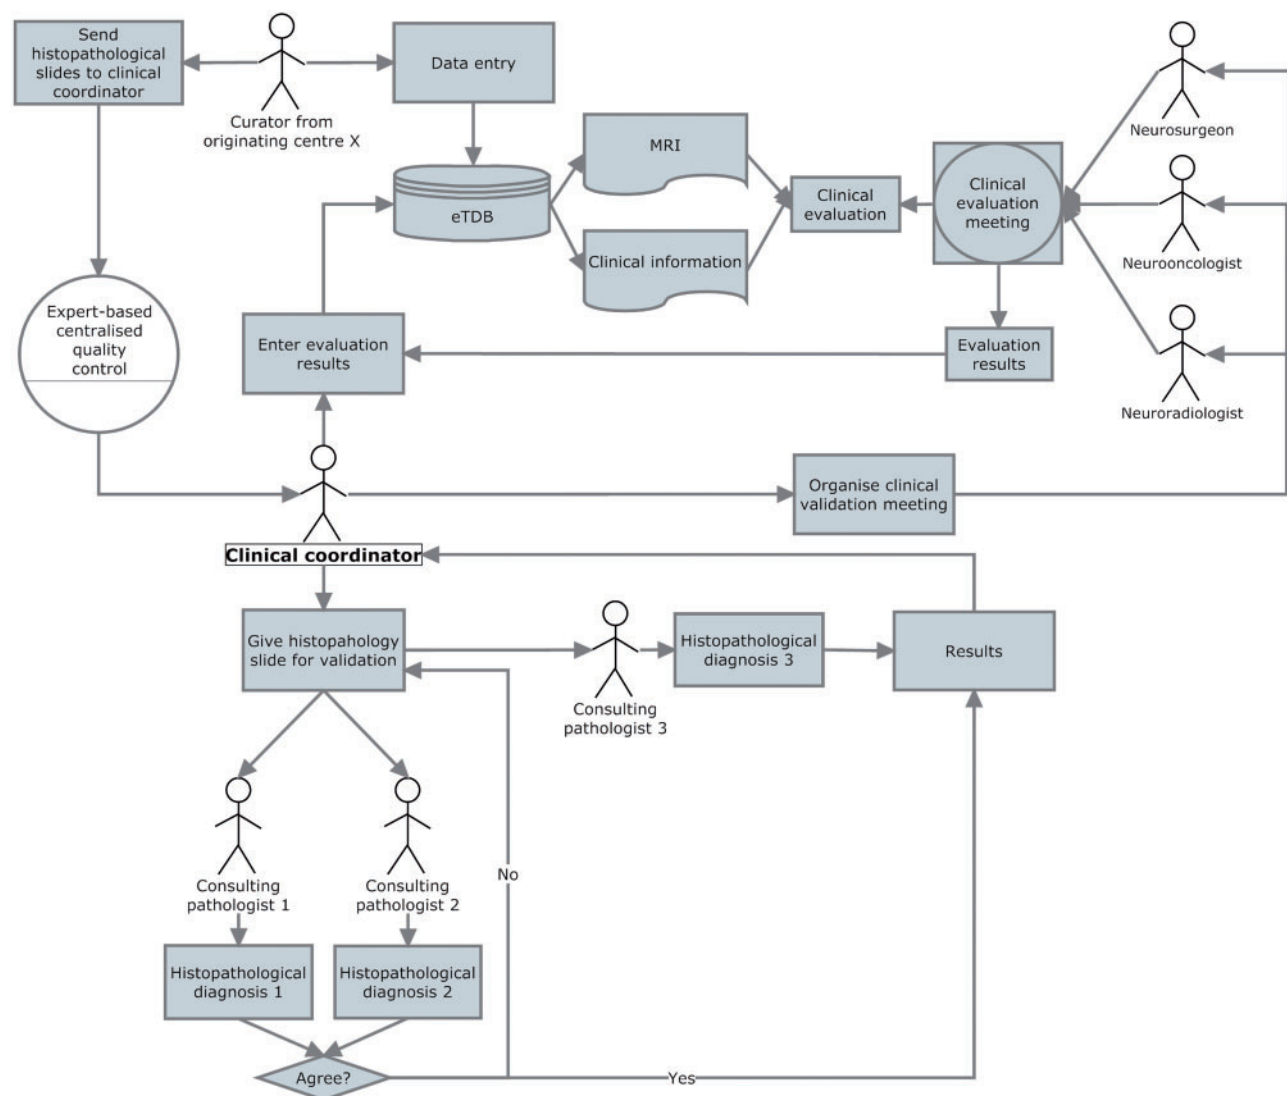 Send
histopathological
slides to clinical
coordinator
Curator from
originating centre X
Data entry
eTDB
MRI
Clinical information
Clinical
evaluation
Clinical
evaluation
meeting
Neurosurgeon
Neurooncologist
Neuroradiologist
Expert-based
centralised
quality
control
Enter evaluation
results
Evaluation
results
Organise clinical
validation meeting
Clinical coordinator
Give histopahology
slide for validation
Consulting
pathologist 3
Histopathological
diagnosis 3
Results
Consulting
pathologist 1
Consulting
pathologist 2
No
Histopathological
diagnosis 1
Histopathological
diagnosis 2
Agree?
Yes